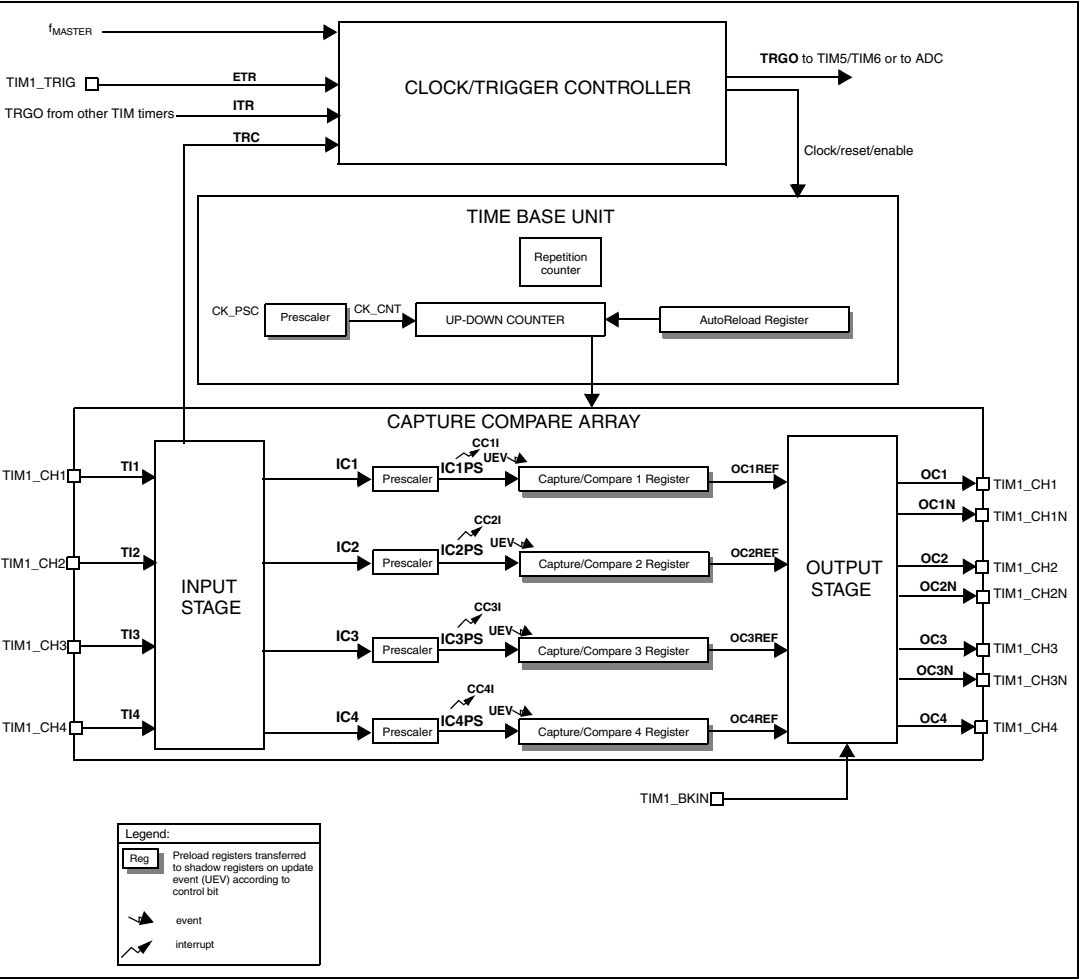 fMASTER
TIM1_TRIG
ETR
TRGO from other TIM timers
ITR
TRC
CLOCK/TRIGGER CONTROLLER
TRGO to TIM5/TIM6 or to ADC
Clock/reset/enable
TIME BASE UNIT
Repetition
counter
CK_PSC
Prescaler
CK_CNT
UP-DOWN COUNTER
AutoReload Register
CAPTURE COMPARE ARRAY
TIM1_CH1
TI1
IC1
Prescaler
IC1PS
CC1I
UEV
Capture/Compare 1 Register
OC1REF
OC1
TIM1_CH1
OC1N
TIM1_CH1N
TIM1_CH2
TI2
IC2
Prescaler
IC2PS
CC2I
UEV
Capture/Compare 2 Register
OC2REF
OC2
TIM1_CH2
OC2N
TIM1_CH2N
INPUT
STAGE
OUTPUT
STAGE
TIM1_CH3
TI3
IC3
Prescaler
IC3PS
CC3I
UEV
Capture/Compare 3 Register
OC3REF
OC3
TIM1_CH3
OC3N
TIM1_CH3N
TIM1_CH4
TI4
IC4
Prescaler
IC4PS
CC4I
UEV
Capture/Compare 4 Register
OC4REF
OC4
TIM1_CH4
TIM1_BKIN
Legend:
Reg
Preload registers transferred
to shadow registers on update
event (UEV) according to
control bit
event
interrupt